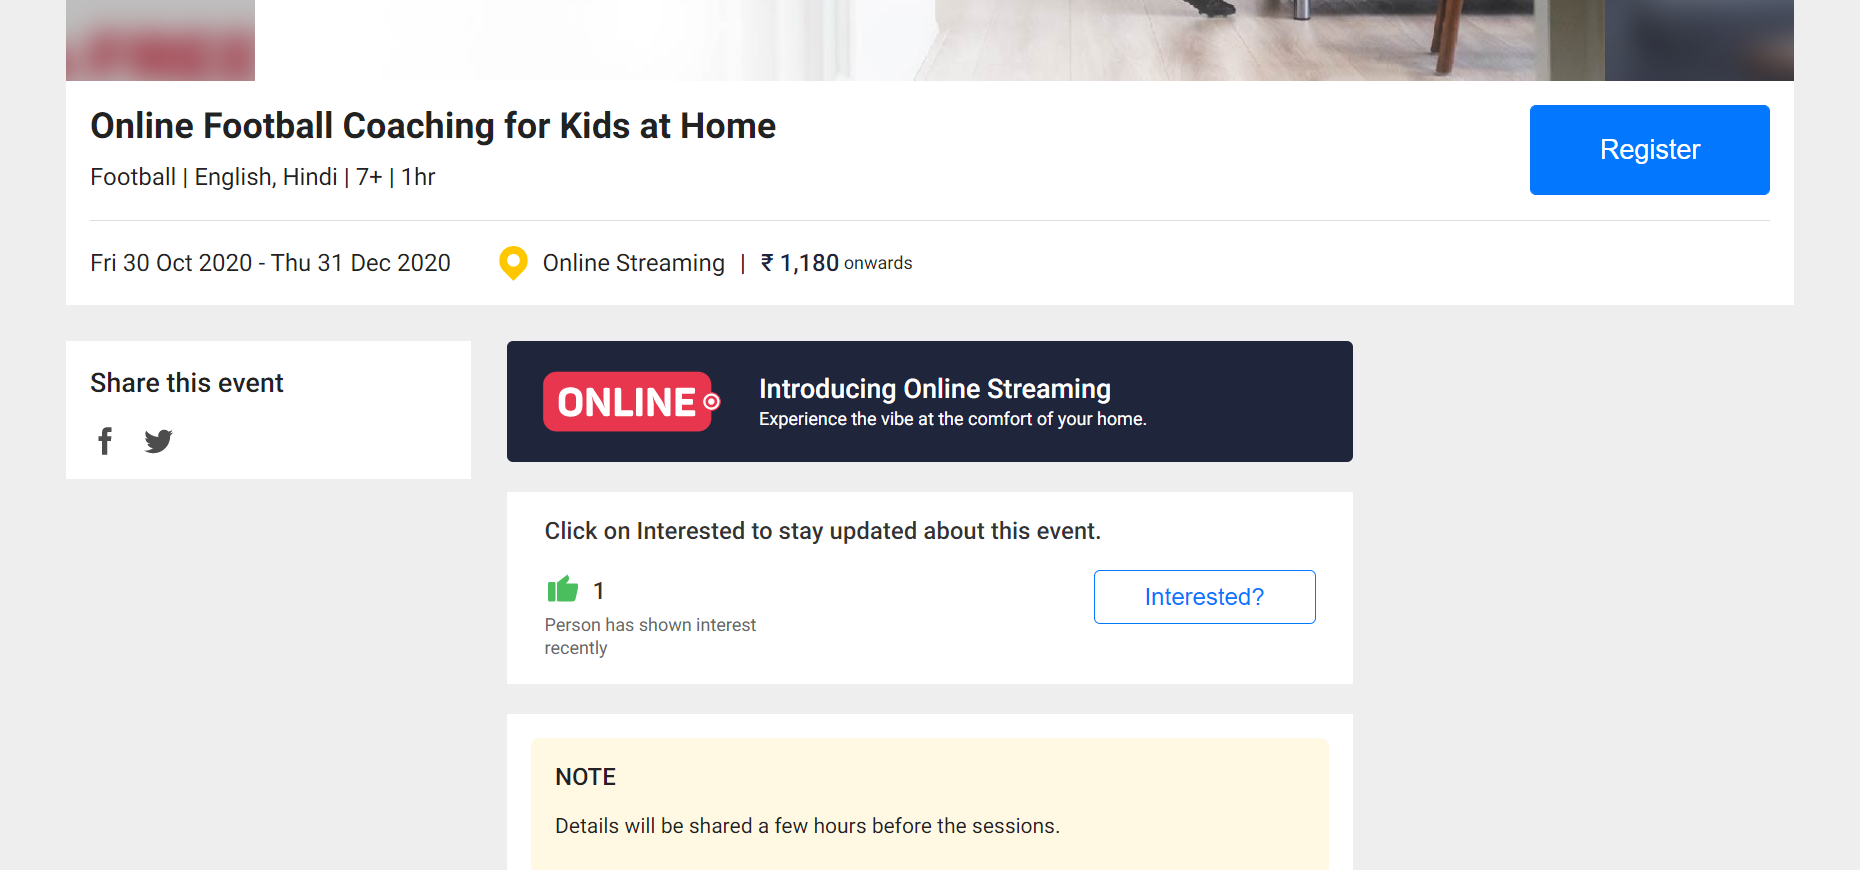 Online Football Coaching for Kids at Home
Register
Football | English, Hindi | 7+ | 1hr
Fri 30 Oct 2020 - Thu 31 Dec 2020
Online Streaming | ₹ 1,180 onwards
Share this event
ONLINE
Introducing Online Streaming
Experience the vibe at the comfort of your home.
Click on Interested to stay updated about this event.
1
Person has shown interest
recently
Interested?
NOTE
Details will be shared a few hours before the sessions.